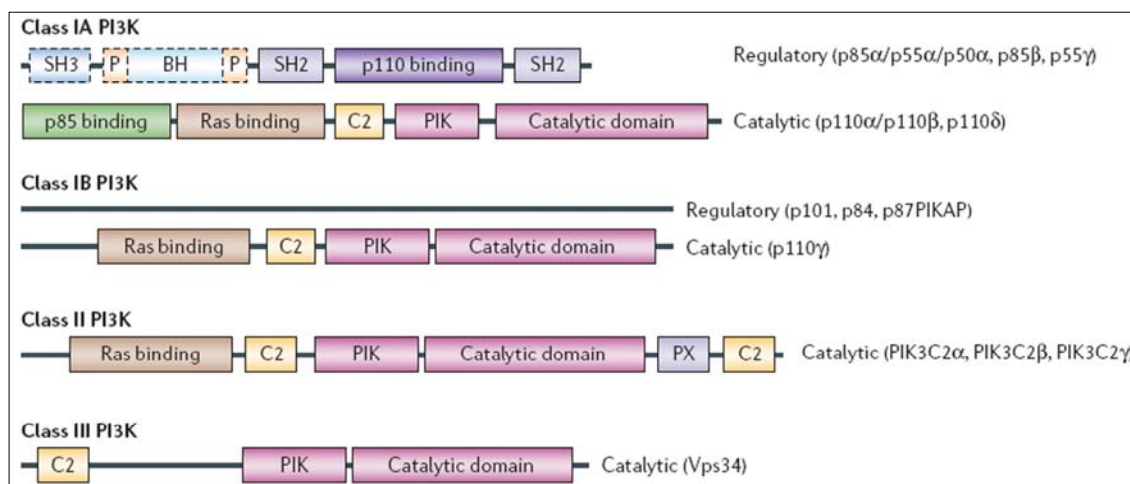 Class IA PI3K
SH3 P BH P SH2 p110 binding SH2 Regulatory (p85α/p55α/p50α, p85β, p55γ)
p85 binding Ras binding C2 PIK Catalytic domain Catalytic (p110α/p110β, p110δ)
Class IB PI3K
Regulatory (p101, p84, p87PIKAP)
Ras binding C2 PIK Catalytic domain Catalytic (p110γ)
Class II PI3K
Ras binding C2 PIK Catalytic domain PX C2 Catalytic (PIK3C2α, PIK3C2β, PIK3C2γ)
Class III PI3K
C2 PIK Catalytic domain Catalytic (Vps34)